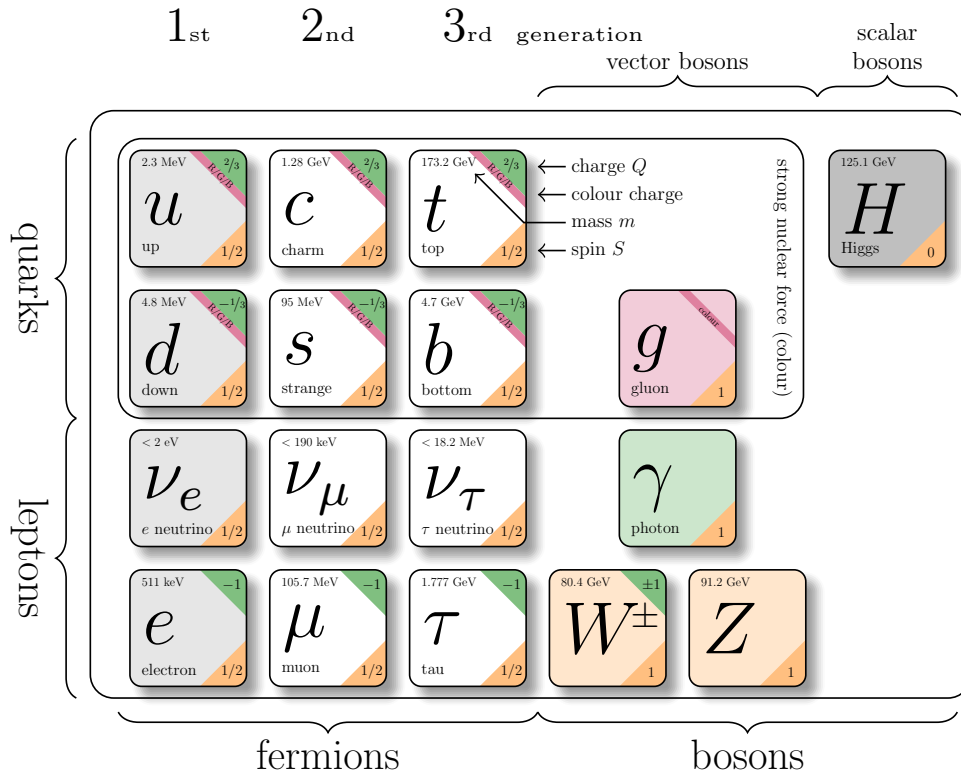 1st 2nd 3rd generation
vector bosons
scalar bosons
quarks
2.3 MeV 2/3
R/G/B
u
up 1/2
1.28 GeV 2/3
R/G/B
c
charm 1/2
173.2 GeV 2/3
R/G/B
t
top 1/2
charge Q
colour charge
mass m
spin S
strong nuclear force (colour)
125.1 GeV
H
Higgs 0
4.8 MeV −1/3
R/G/B
d
down 1/2
95 MeV −1/3
R/G/B
s
strange 1/2
4.7 GeV −1/3
R/G/B
b
bottom 1/2
colour
g
gluon 1
leptons
< 2 eV
νe
e neutrino 1/2
< 190 keV
νμ
μ neutrino 1/2
< 18.2 MeV
ντ
τ neutrino 1/2
γ
photon 1
511 keV −1
e
electron 1/2
105.7 MeV −1
μ
muon 1/2
1.777 GeV −1
τ
tau 1/2
80.4 GeV ±1
W±
1
91.2 GeV
Z
1
fermions
bosons